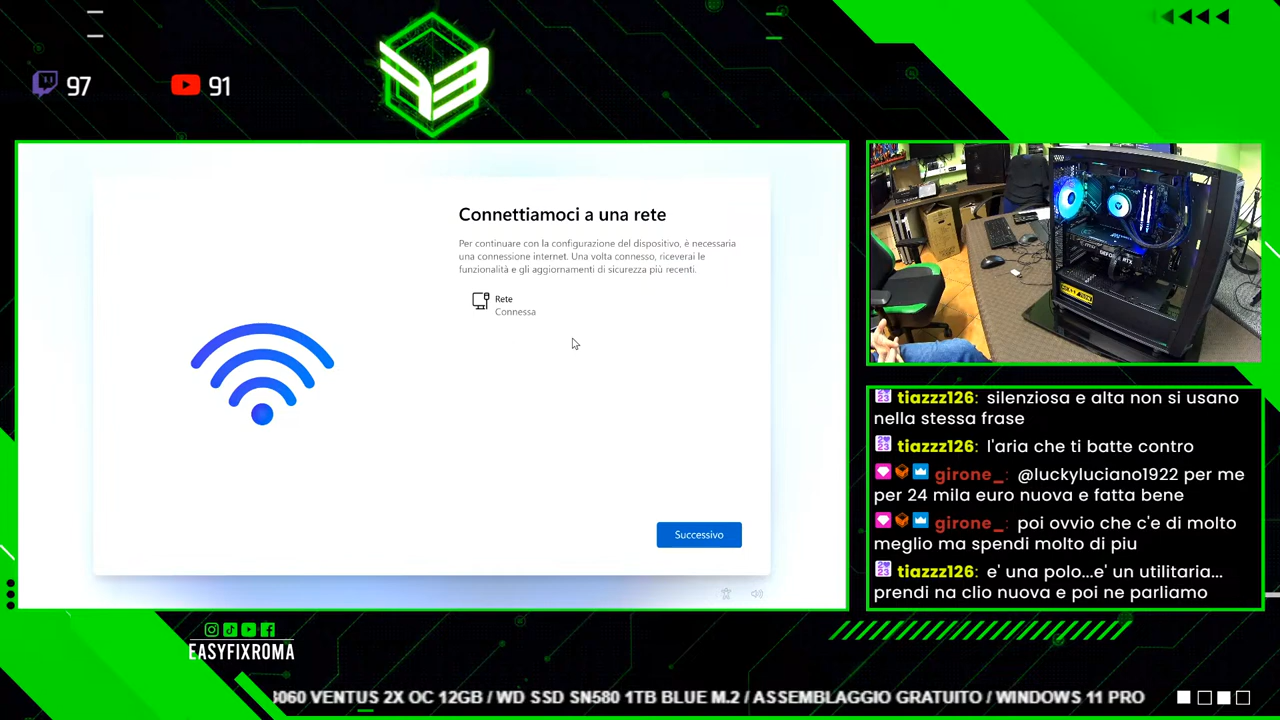 97
91
Connettiamoci a una rete
Per continuare con la configurazione del dispositivo, è necessaria
una connessione internet. Una volta connesso, riceverai le
funzionalità e gli aggiornamenti di sicurezza più recenti.
Rete
Connessa
Successivo
GEFORCE RTX
tiazzz126: silenziosa e alta non si usano
nella stessa frase
tiazzz126: l'aria che ti batte contro
girone_: @luckyluciano1922 per me
per 24 mila euro nuova e fatta bene
girone_: poi ovvio che c'e di molto
meglio ma spendi molto di piu
tiazzz126: e' una polo...e' un utilitaria...
prendi na clio nuova e poi ne parliamo
EASYFIXROMA
3060 VENTUS 2X OC 12GB / WD SSD SN580 1TB BLUE M.2 / ASSEMBLAGGIO GRATUITO / WINDOWS 11 PRO